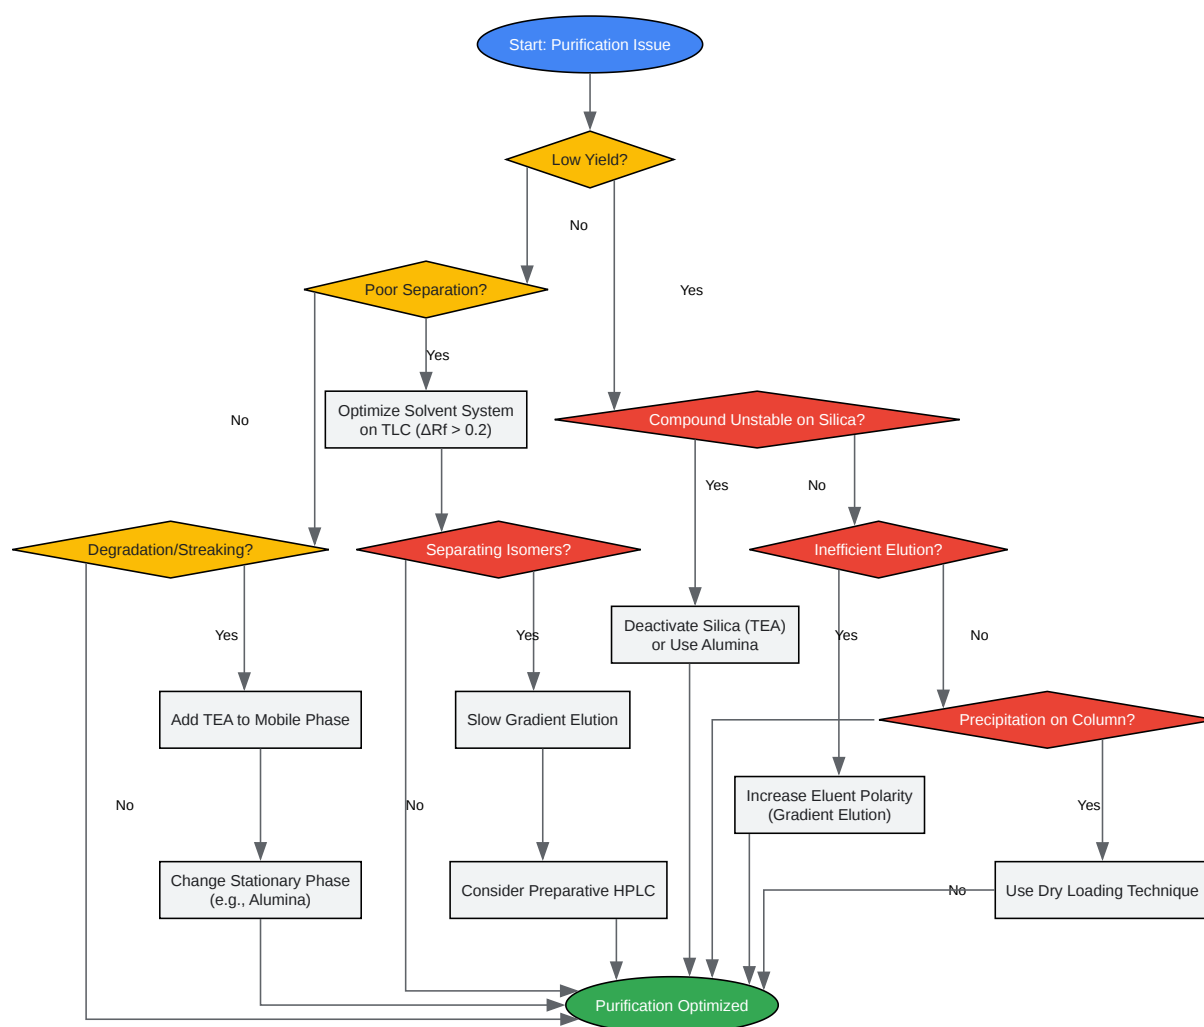 Start: Purification Issue
Low Yield?
No
Poor Separation?
Yes
Yes
Optimize Solvent System
on TLC (ΔRf > 0.2)
No
Compound Unstable on Silica?
Yes
No
Degradation/Streaking?
Separating Isomers?
Inefficient Elution?
Deactivate Silica (TEA)
or Use Alumina
Yes
Yes
Yes
No
Add TEA to Mobile Phase
Slow Gradient Elution
Precipitation on Column?
Increase Eluent Polarity
(Gradient Elution)
No
No
Yes
Change Stationary Phase
(e.g., Alumina)
Consider Preparative HPLC
No
Use Dry Loading Technique
Purification Optimized